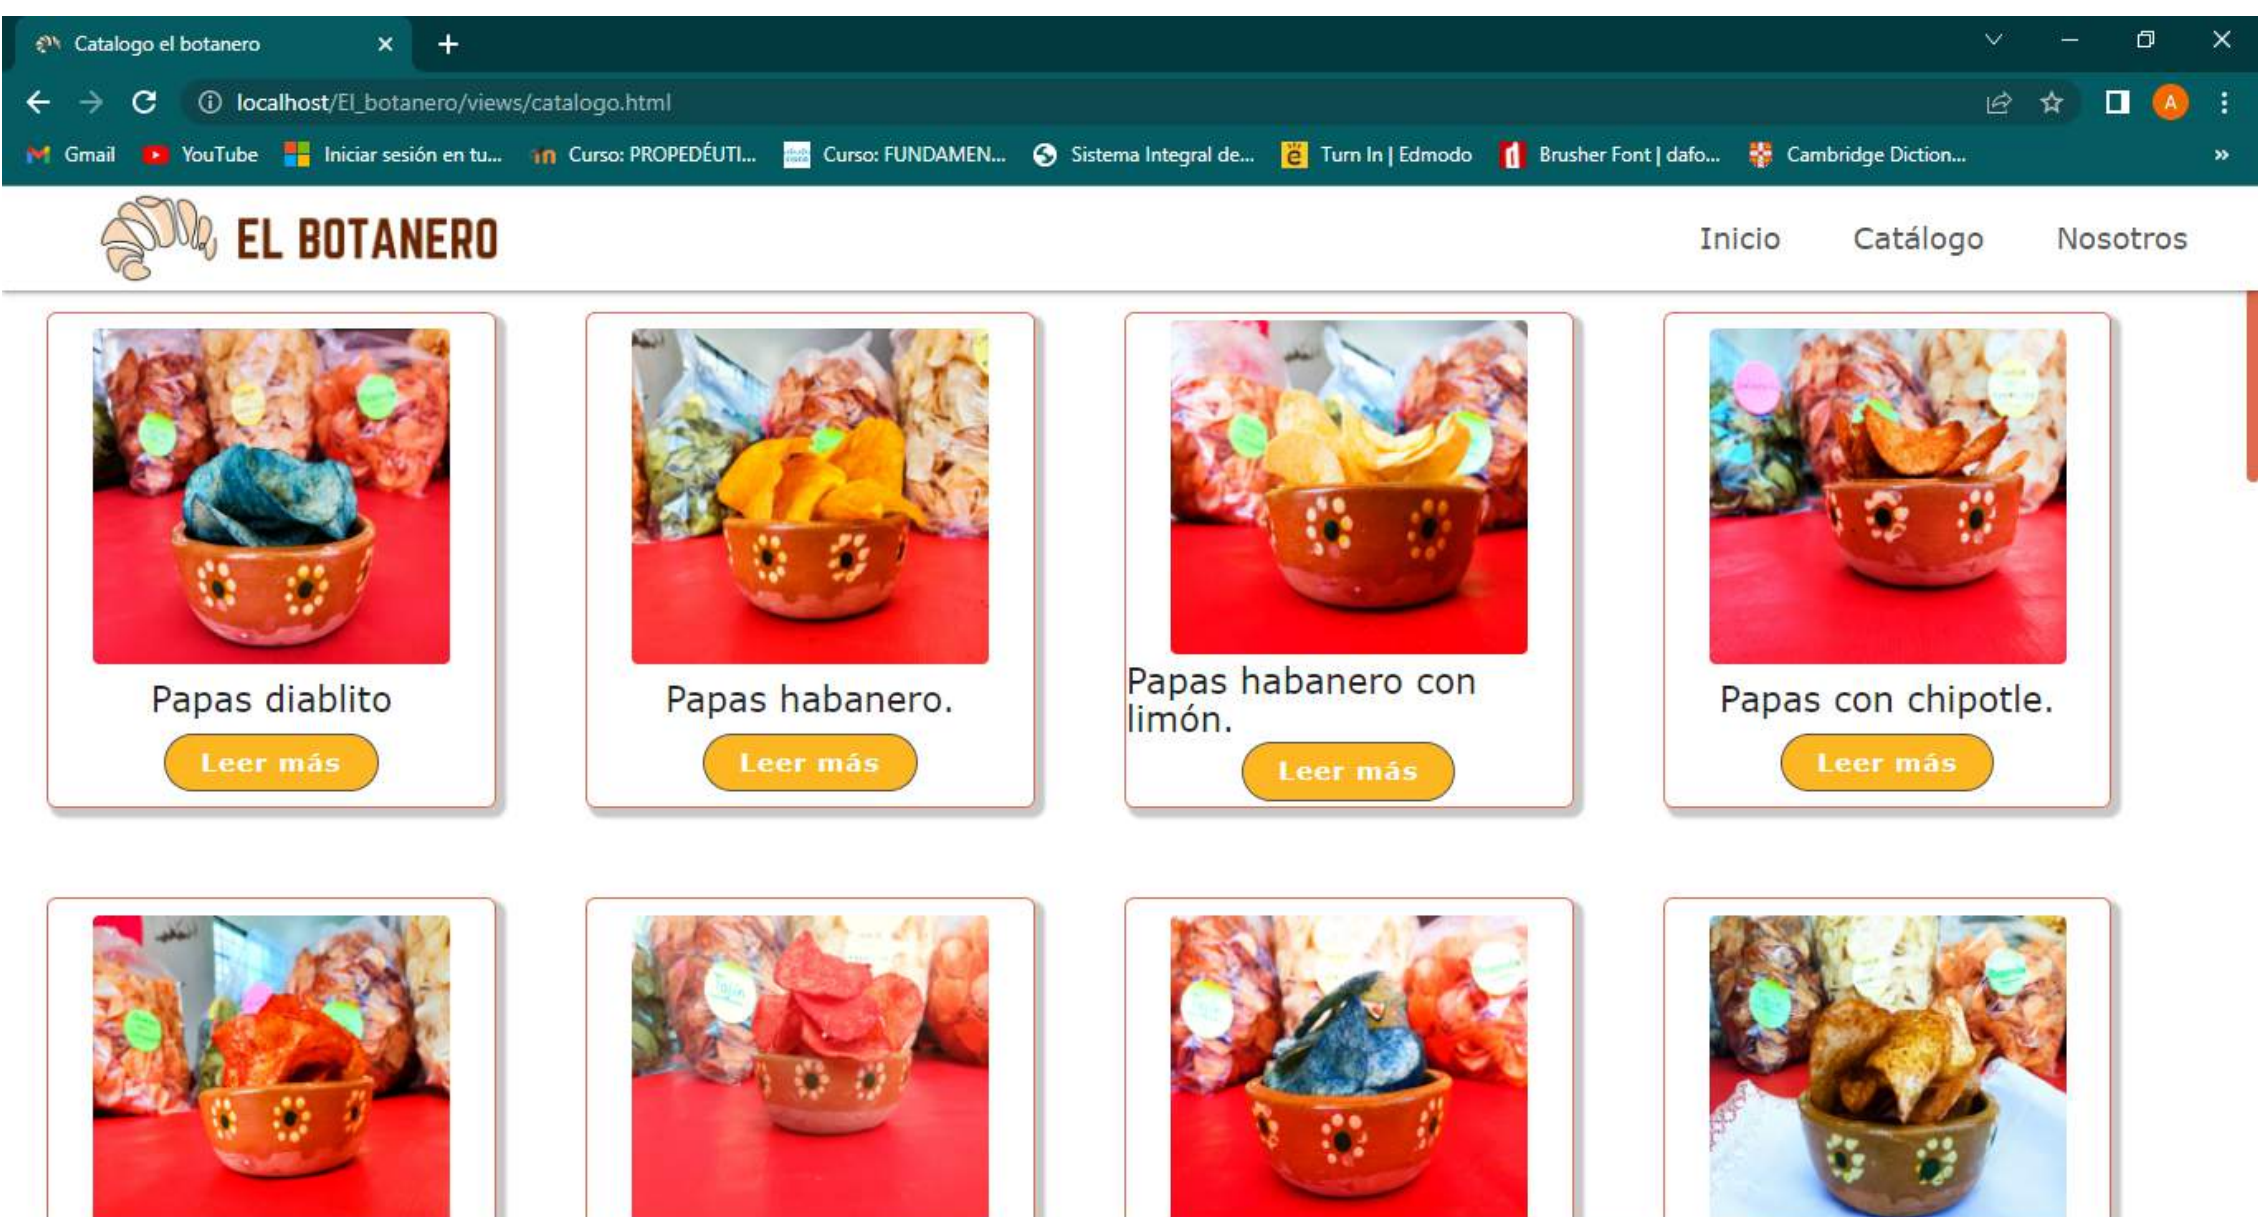 Catalogo el botanero
localhost/El_botanero/views/catalogo.html
A
Gmail YouTube Iniciar sesión en tu... Curso: PROPEDÉUTI... Curso: FUNDAMEN... Sistema Integral de... Turn In | Edmodo Brusher Font | dafo... Cambridge Diction... »
EL BOTANERO
Inicio Catálogo Nosotros
Papas diablito
Leer más
Papas habanero.
Leer más
Papas habanero con
limón.
Leer más
Papas con chipotle.
Leer más
Tajín